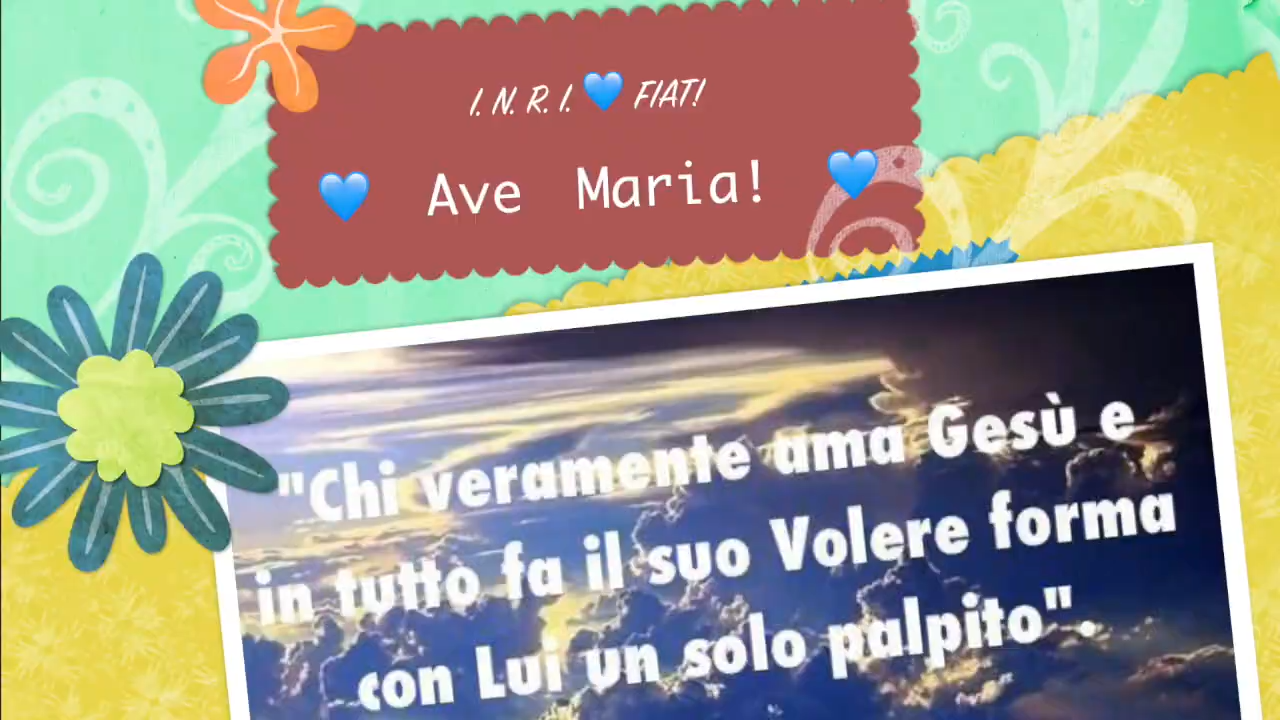 I. N. R. I. 💙 FIAT!
💙 Ave Maria! 💙
"Chi veramente ama Gesù e
in tutto fa il suo Volere forma
con Lui un solo palpito".